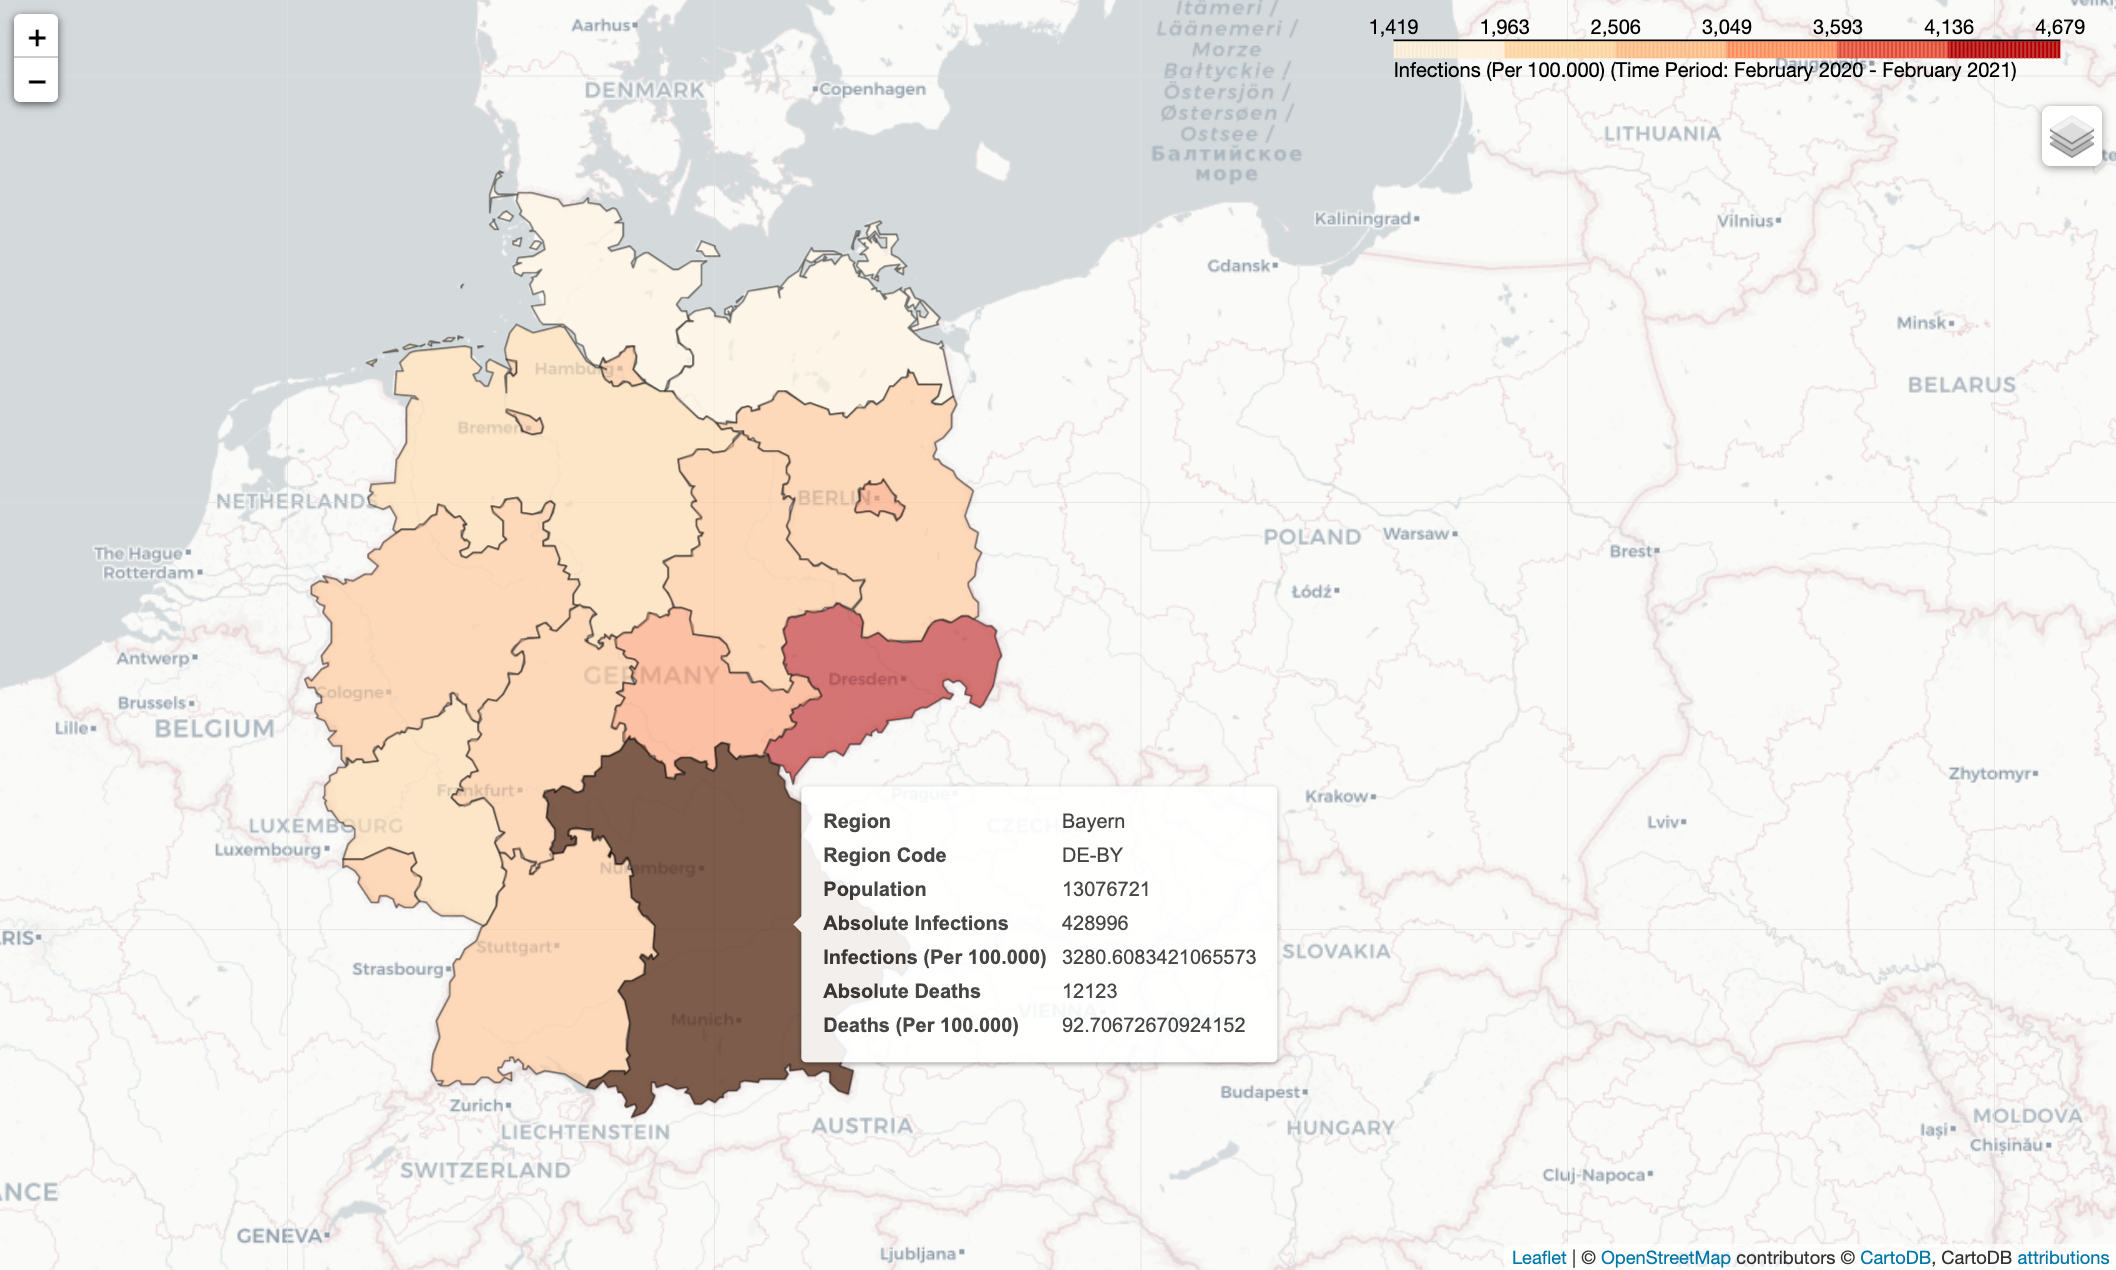 +
−
1,419 1,963 2,506 3,049 3,593 4,136 4,679
Infections (Per 100.000) (Time Period: February 2020 - February 2021)
Itämeri /
Läänemeri /
Morze
Bałtyckie /
Östersjön /
Østersøen /
Ostsee /
Балтийское
море
Aarhus
DENMARK
Copenhagen
Daugavpils
LITHUANIA
Kaliningrad
Vilnius
Gdansk
Minsk
BELARUS
Hamburg
Bremen
NETHERLANDS
BERLIN
The Hague
Rotterdam
POLAND
Warsaw
Brest
Łódź
Antwerp
GERMANY
Dresden
Cologne
Brussels
Lille
BELGIUM
Frankfurt
Prague
Krakow
Zhytomyr
LUXEMBOURG
Luxembourg
Lviv
CZECH
Nuremberg
Region Bayern
Region Code DE-BY
Population 13076721
Absolute Infections 428996
Infections (Per 100.000) 3280.6083421065573
Absolute Deaths 12123
Deaths (Per 100.000) 92.70672670924152
RIS
Stuttgart
Strasbourg
SLOVAKIA
Munich
VIENNA
Zurich
LIECHTENSTEIN
AUSTRIA
Budapest
HUNGARY
MOLDOVA
Iași
Chișinău
SWITZERLAND
Cluj-Napoca
ANCE
GENEVA
Ljubljana
Leaflet | © OpenStreetMap contributors © CartoDB, CartoDB attributions